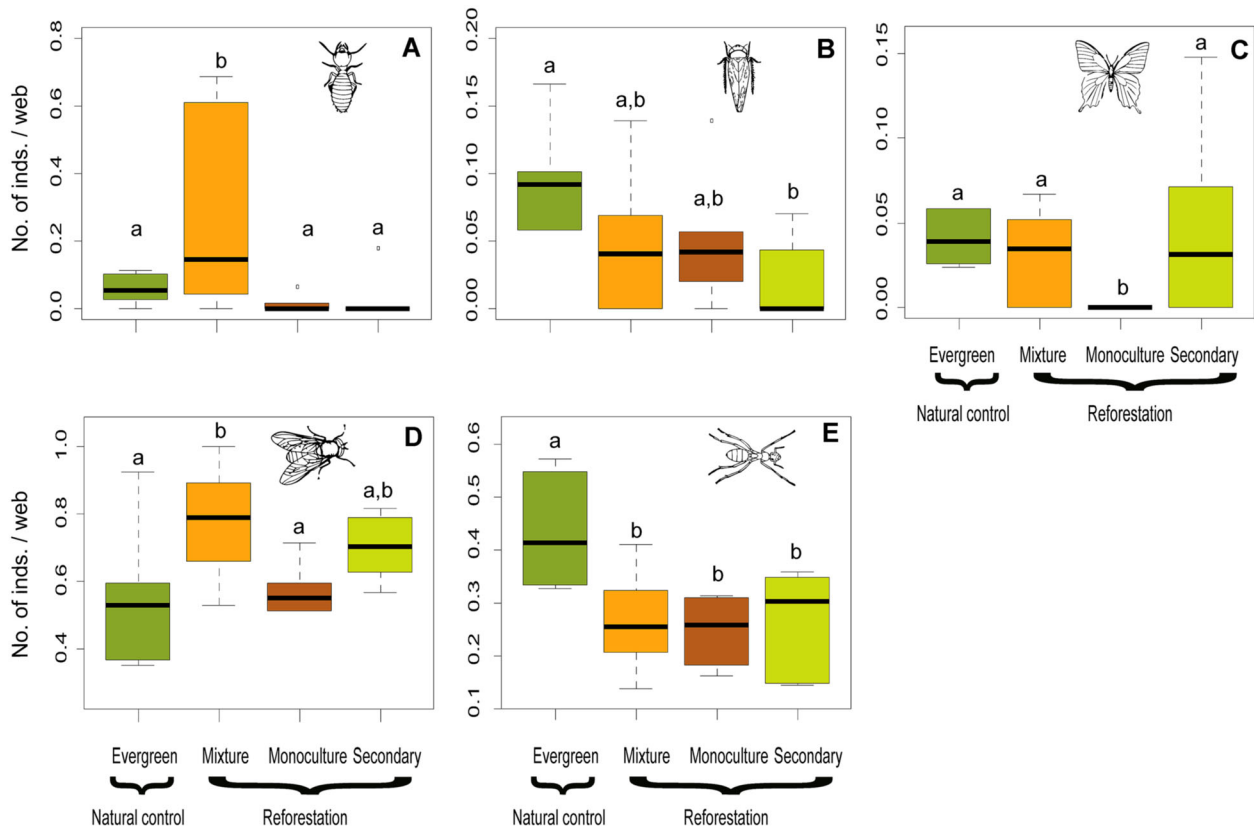 No. of inds. / web
0.0 0.2 0.4 0.6 0.8
A
a b a a
0.00 0.05 0.10 0.15 0.20
B
a a,b a,b b
0.00 0.05 0.10 0.15
C
a a b a
Evergreen Mixture Monoculture Secondary
Natural control Reforestation
No. of inds. / web
0.4 0.6 0.8 1.0
D
a b a a,b
0.1 0.2 0.3 0.4 0.5 0.6
E
a b b b
Evergreen Mixture Monoculture Secondary
Natural control Reforestation
Evergreen Mixture Monoculture Secondary
Natural control Reforestation